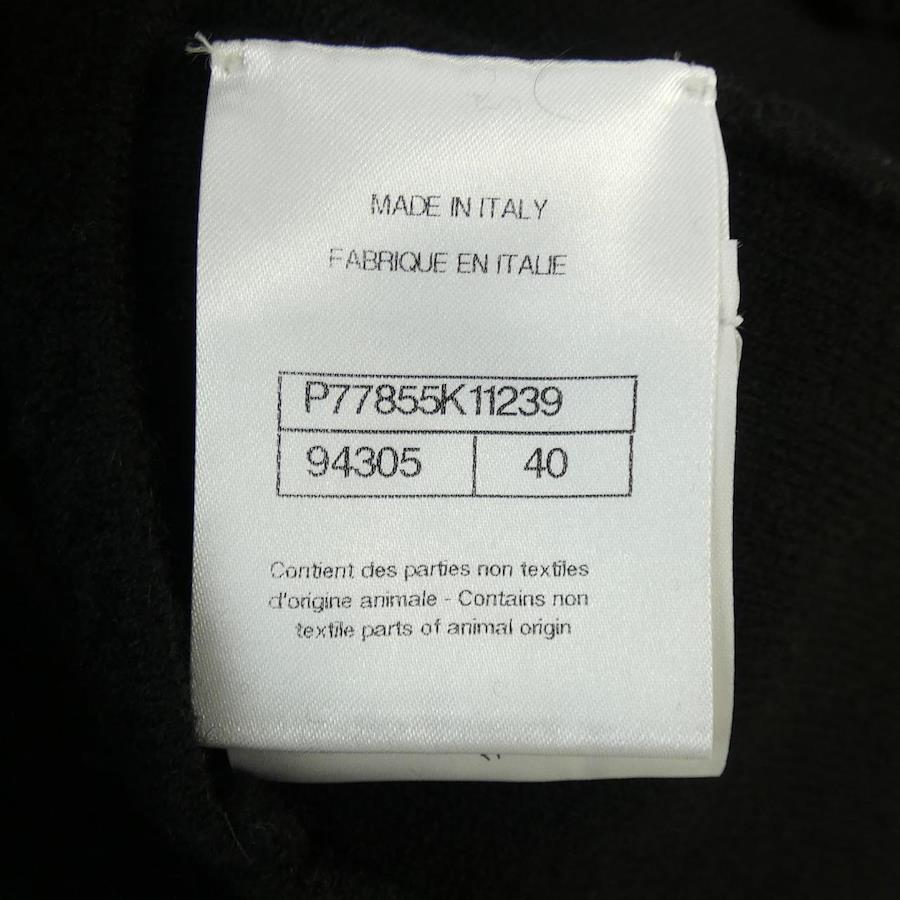 MADE IN ITALY
FABRIQUE EN ITALIE
P77855K11239
94305 40
Contient des parties non textiles
d'origine animale - Contains non
textile parts of animal origin